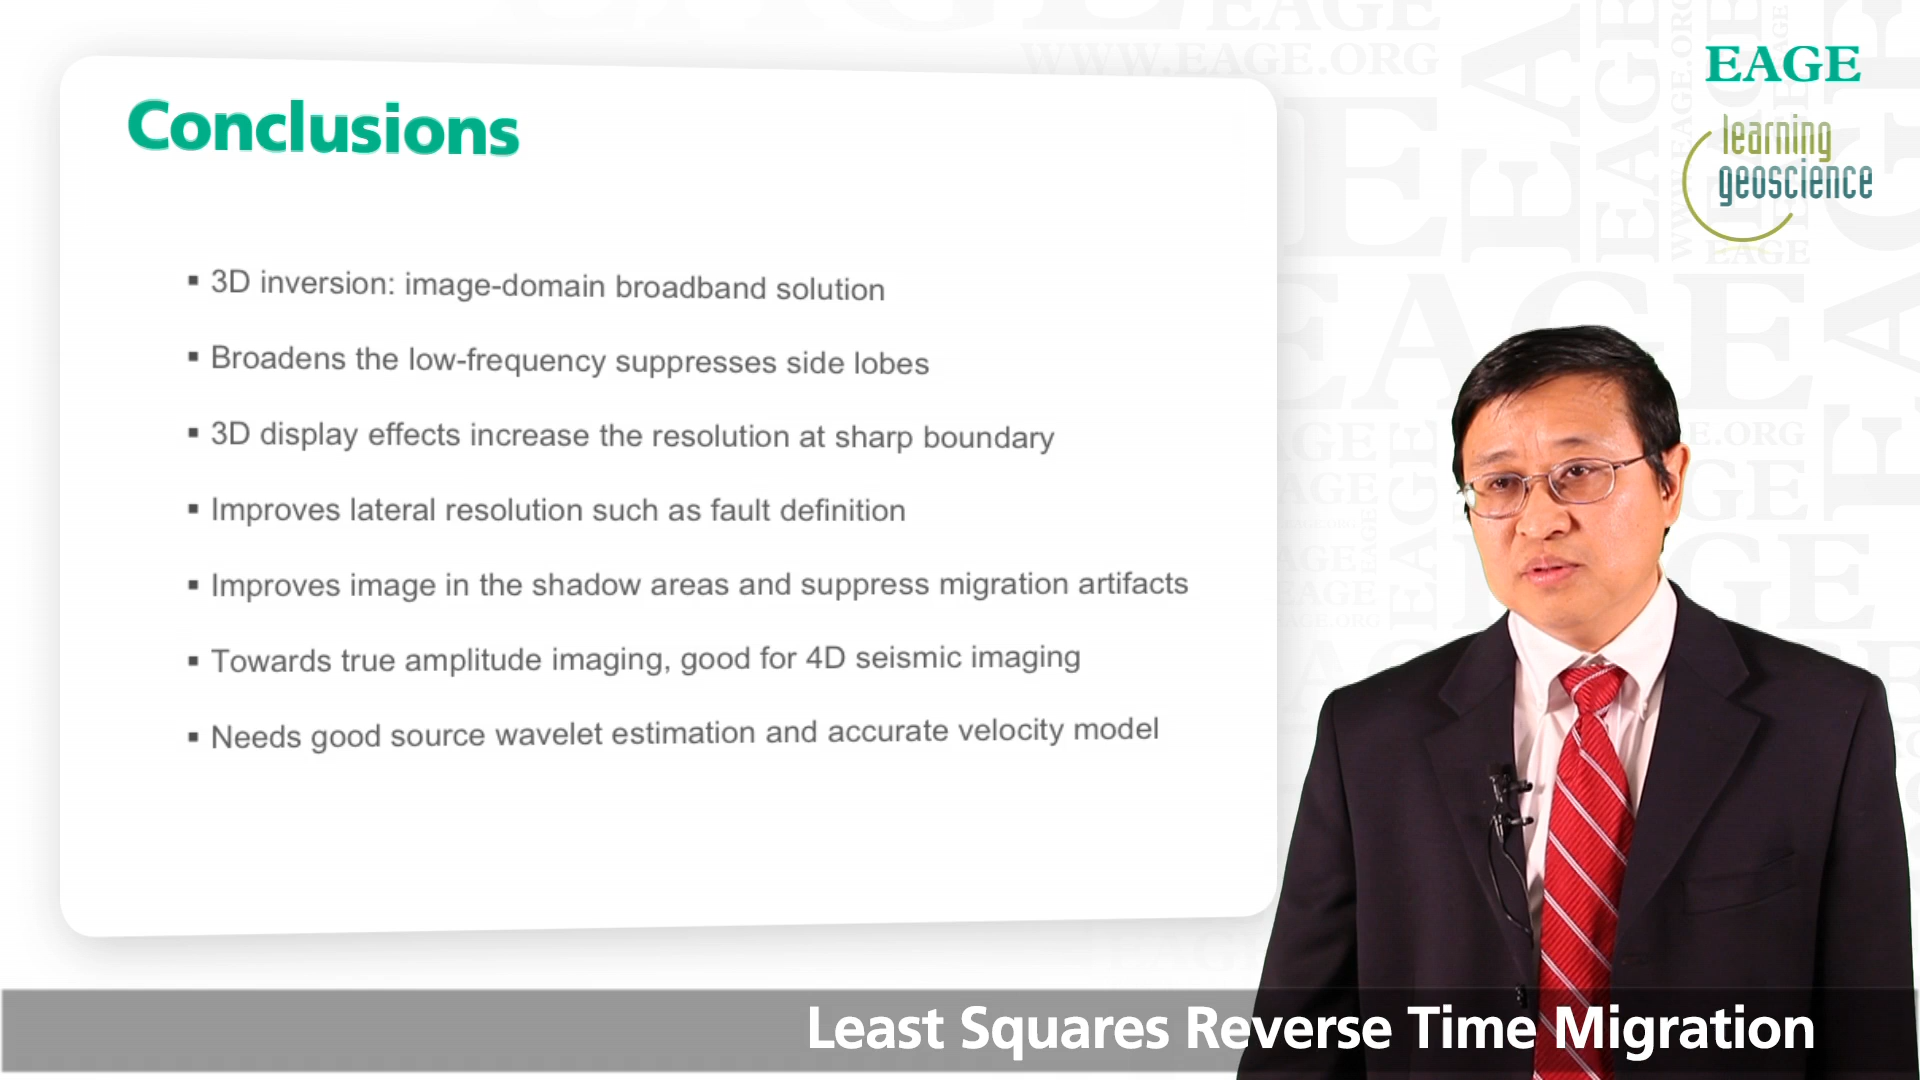 WWW.EAGE.ORG
EAGE
learning
geoscience
Conclusions
▪ 3D inversion: image-domain broadband solution
▪ Broadens the low-frequency suppresses side lobes
▪ 3D display effects increase the resolution at sharp boundary
▪ Improves lateral resolution such as fault definition
▪ Improves image in the shadow areas and suppress migration artifacts
▪ Towards true amplitude imaging, good for 4D seismic imaging
▪ Needs good source wavelet estimation and accurate velocity model
Least Squares Reverse Time Migration